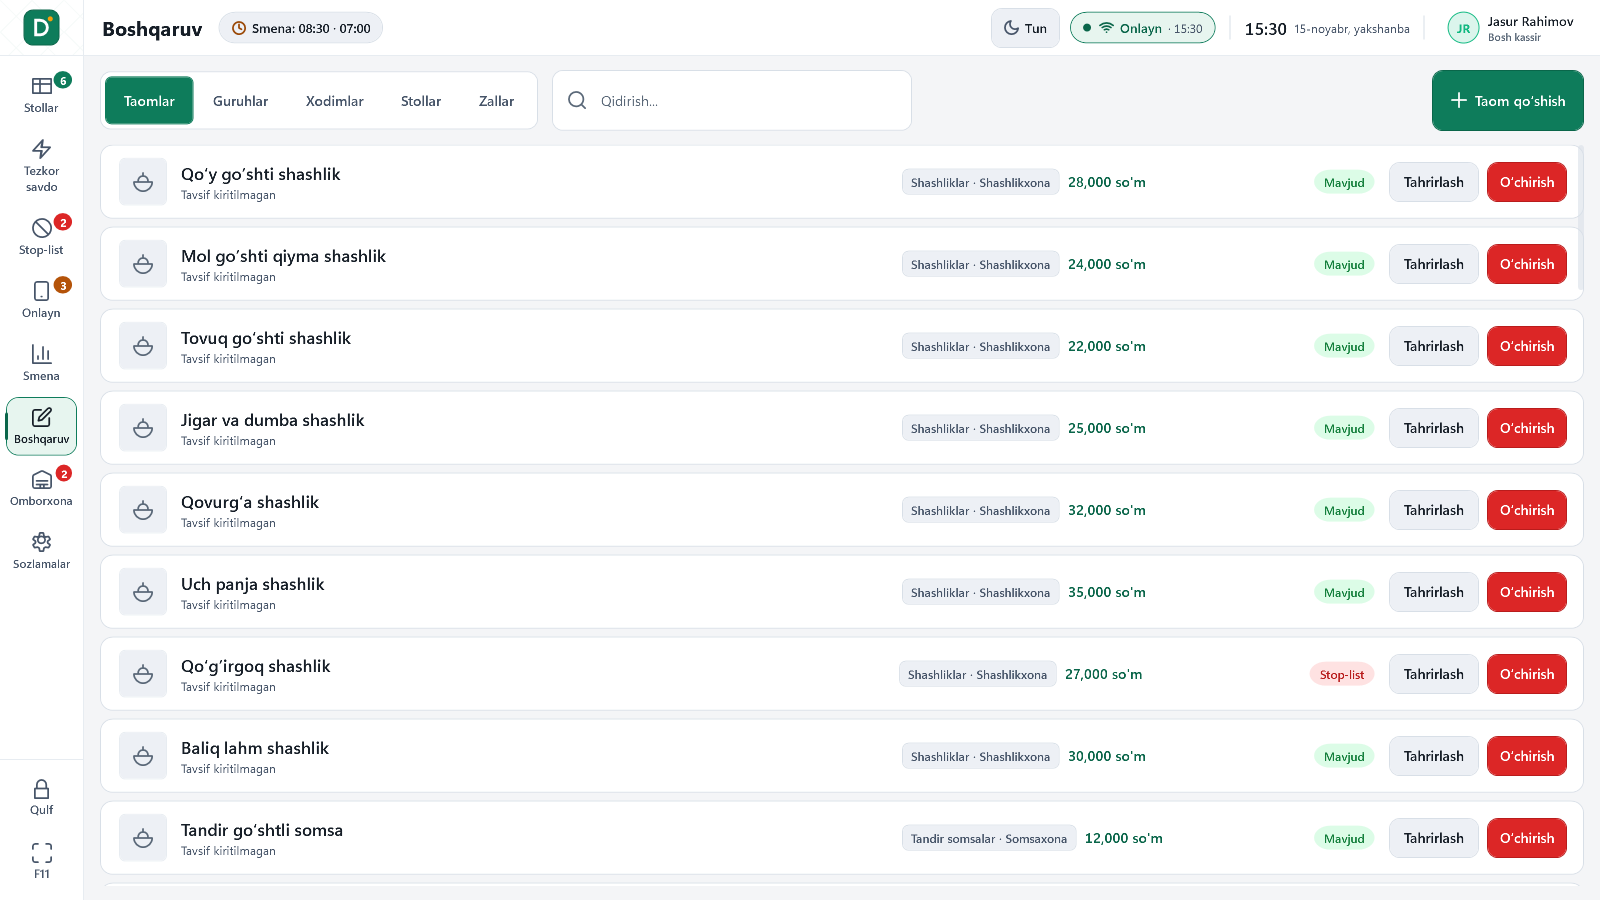 D
Boshqaruv
Smena: 08:30 · 07:00
Tun
Onlayn · 15:30
15:30 15-noyabr, yakshanba
JR
Jasur Rahimov
Bosh kassir
6
Stollar
Tezkor
savdo
2
Stop-list
3
Onlayn
Smena
Boshqaruv
2
Omborxona
Sozlamalar
Qulf
F11
Taomlar Guruhlar Xodimlar Stollar Zallar
Qidirish...
Taom qo‘shish
Qo‘y go‘shti shashlik
Tavsif kiritilmagan
Shashliklar · Shashlikxona 28,000 so'm Mavjud Tahrirlash O‘chirish
Mol go‘shti qiyma shashlik
Tavsif kiritilmagan
Shashliklar · Shashlikxona 24,000 so'm Mavjud Tahrirlash O‘chirish
Tovuq go‘shti shashlik
Tavsif kiritilmagan
Shashliklar · Shashlikxona 22,000 so'm Mavjud Tahrirlash O‘chirish
Jigar va dumba shashlik
Tavsif kiritilmagan
Shashliklar · Shashlikxona 25,000 so'm Mavjud Tahrirlash O‘chirish
Qovurg‘a shashlik
Tavsif kiritilmagan
Shashliklar · Shashlikxona 32,000 so'm Mavjud Tahrirlash O‘chirish
Uch panja shashlik
Tavsif kiritilmagan
Shashliklar · Shashlikxona 35,000 so'm Mavjud Tahrirlash O‘chirish
Qo‘g‘irgoq shashlik
Tavsif kiritilmagan
Shashliklar · Shashlikxona 27,000 so'm Stop-list Tahrirlash O‘chirish
Baliq lahm shashlik
Tavsif kiritilmagan
Shashliklar · Shashlikxona 30,000 so'm Mavjud Tahrirlash O‘chirish
Tandir go‘shtli somsa
Tavsif kiritilmagan
Tandir somsalar · Somsaxona 12,000 so'm Mavjud Tahrirlash O‘chirish